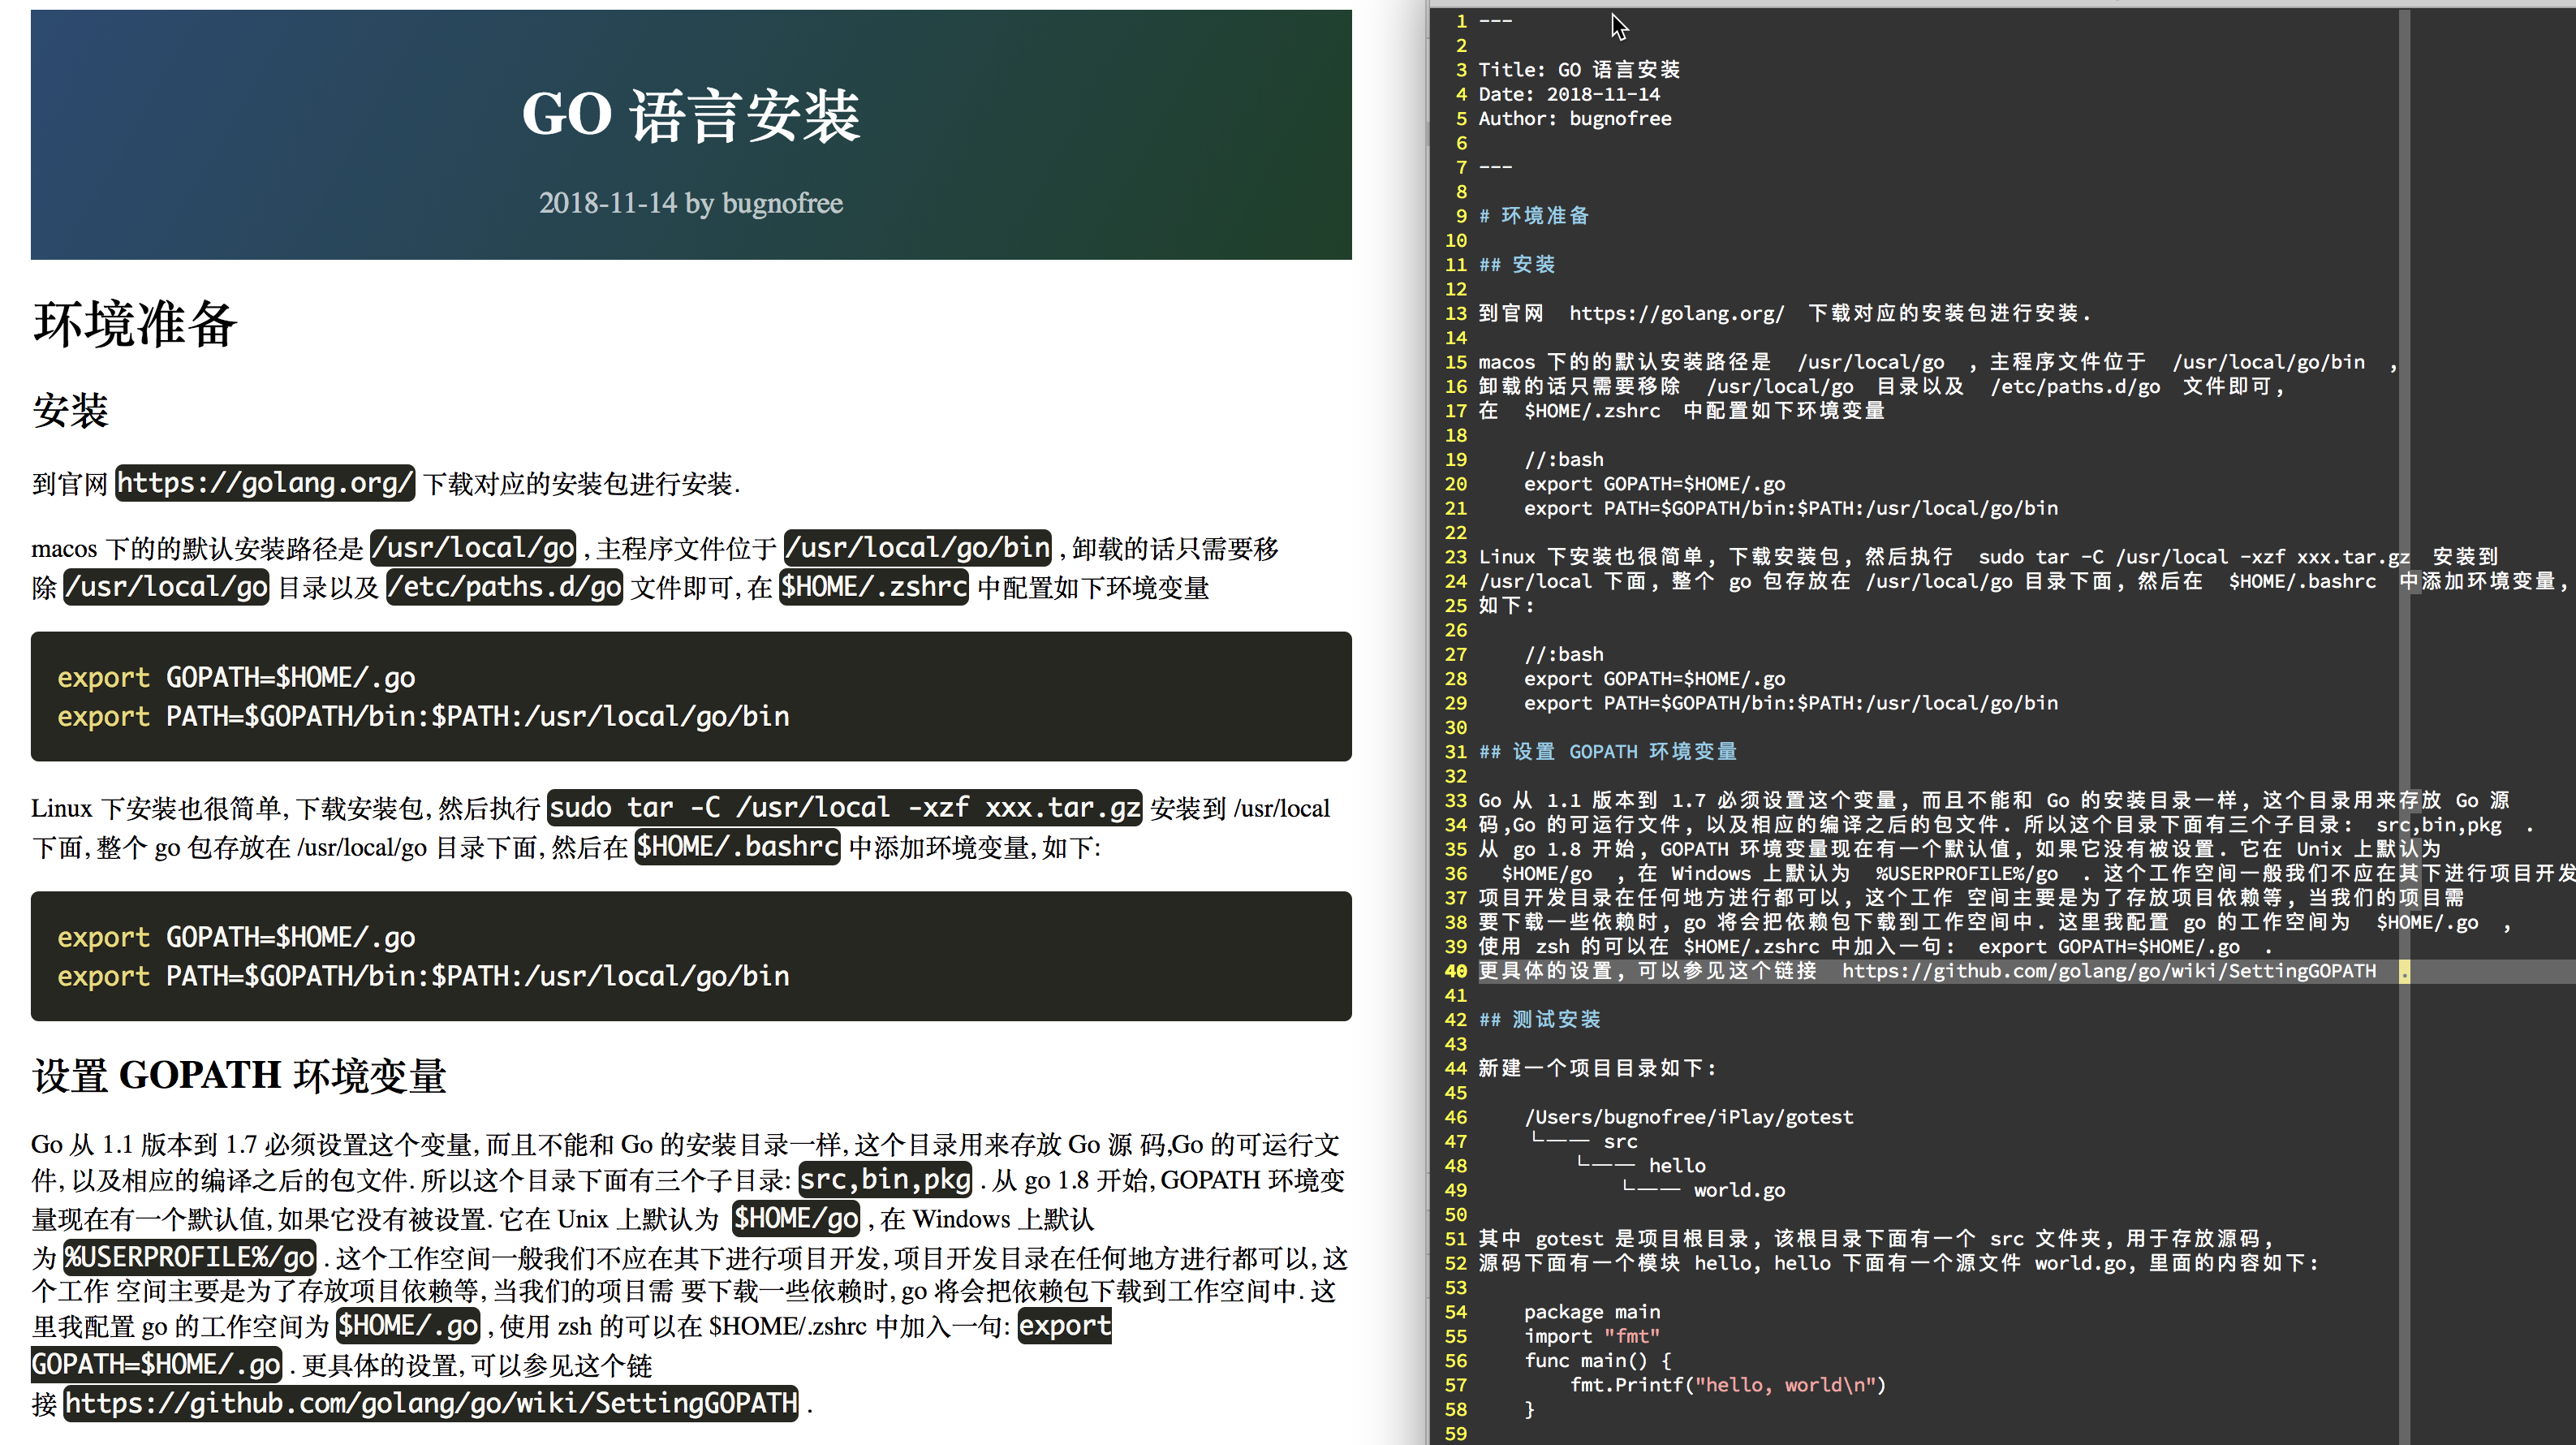 GO 语言安装
2018-11-14 by bugnofree
环境准备
安装
到官网 https://golang.org/ 下载对应的安装包进行安装.
macos 下的的默认安装路径是 /usr/local/go , 主程序文件位于 /usr/local/go/bin , 卸载的话只需要移
除 /usr/local/go 目录以及 /etc/paths.d/go 文件即可, 在 $HOME/.zshrc 中配置如下环境变量
export GOPATH=$HOME/.go
export PATH=$GOPATH/bin:$PATH:/usr/local/go/bin
Linux 下安装也很简单, 下载安装包, 然后执行 sudo tar -C /usr/local -xzf xxx.tar.gz 安装到 /usr/local
下面, 整个 go 包存放在 /usr/local/go 目录下面, 然后在 $HOME/.bashrc 中添加环境变量, 如下:
export GOPATH=$HOME/.go
export PATH=$GOPATH/bin:$PATH:/usr/local/go/bin
设置 GOPATH 环境变量
Go 从 1.1 版本到 1.7 必须设置这个变量, 而且不能和 Go 的安装目录一样, 这个目录用来存放 Go 源 码,Go 的可运行文
件, 以及相应的编译之后的包文件. 所以这个目录下面有三个子目录: src,bin,pkg . 从 go 1.8 开始, GOPATH 环境变
量现在有一个默认值, 如果它没有被设置. 它在 Unix 上默认为 $HOME/go , 在 Windows 上默认
为 %USERPROFILE%/go . 这个工作空间一般我们不应在其下进行项目开发, 项目开发目录在任何地方进行都可以, 这
个工作 空间主要是为了存放项目依赖等, 当我们的项目需 要下载一些依赖时, go 将会把依赖包下载到工作空间中. 这
里我配置 go 的工作空间为 $HOME/.go , 使用 zsh 的可以在 $HOME/.zshrc 中加入一句: export
GOPATH=$HOME/.go . 更具体的设置, 可以参见这个链
接 https://github.com/golang/go/wiki/SettingGOPATH .
1 ---
2
3 Title: GO 语言安装
4 Date: 2018-11-14
5 Author: bugnofree
6
7 ---
8
9 # 环境准备
10
11 ## 安装
12
13 到官网 https://golang.org/ 下载对应的安装包进行安装.
14
15 macos 下的的默认安装路径是 /usr/local/go , 主程序文件位于 /usr/local/go/bin ,
16 卸载的话只需要移除 /usr/local/go 目录以及 /etc/paths.d/go 文件即可,
17 在 $HOME/.zshrc 中配置如下环境变量
18
19 //:bash
20 export GOPATH=$HOME/.go
21 export PATH=$GOPATH/bin:$PATH:/usr/local/go/bin
22
23 Linux 下安装也很简单, 下载安装包, 然后执行 sudo tar -C /usr/local -xzf xxx.tar.gz 安装到
24 /usr/local 下面, 整个 go 包存放在 /usr/local/go 目录下面, 然后在 $HOME/.bashrc 中添加环境变量,
25 如下:
26
27 //:bash
28 export GOPATH=$HOME/.go
29 export PATH=$GOPATH/bin:$PATH:/usr/local/go/bin
30
31 ## 设置 GOPATH 环境变量
32
33 Go 从 1.1 版本到 1.7 必须设置这个变量, 而且不能和 Go 的安装目录一样, 这个目录用来存放 Go 源
34 码,Go 的可运行文件, 以及相应的编译之后的包文件. 所以这个目录下面有三个子目录: src,bin,pkg .
35 从 go 1.8 开始, GOPATH 环境变量现在有一个默认值, 如果它没有被设置. 它在 Unix 上默认为
36 $HOME/go , 在 Windows 上默认为 %USERPROFILE%/go . 这个工作空间一般我们不应在其下进行项目开发
37 项目开发目录在任何地方进行都可以, 这个工作 空间主要是为了存放项目依赖等, 当我们的项目需
38 要下载一些依赖时, go 将会把依赖包下载到工作空间中. 这里我配置 go 的工作空间为 $HOME/.go ,
39 使用 zsh 的可以在 $HOME/.zshrc 中加入一句: export GOPATH=$HOME/.go .
40 更具体的设置, 可以参见这个链接 https://github.com/golang/go/wiki/SettingGOPATH .
41
42 ## 测试安装
43
44 新建一个项目目录如下:
45
46 /Users/bugnofree/iPlay/gotest
47 └── src
48 └── hello
49 └── world.go
50
51 其中 gotest 是项目根目录, 该根目录下面有一个 src 文件夹, 用于存放源码,
52 源码下面有一个模块 hello, hello 下面有一个源文件 world.go, 里面的内容如下:
53
54 package main
55 import "fmt"
56 func main() {
57 fmt.Printf("hello, world\n")
58 }
59